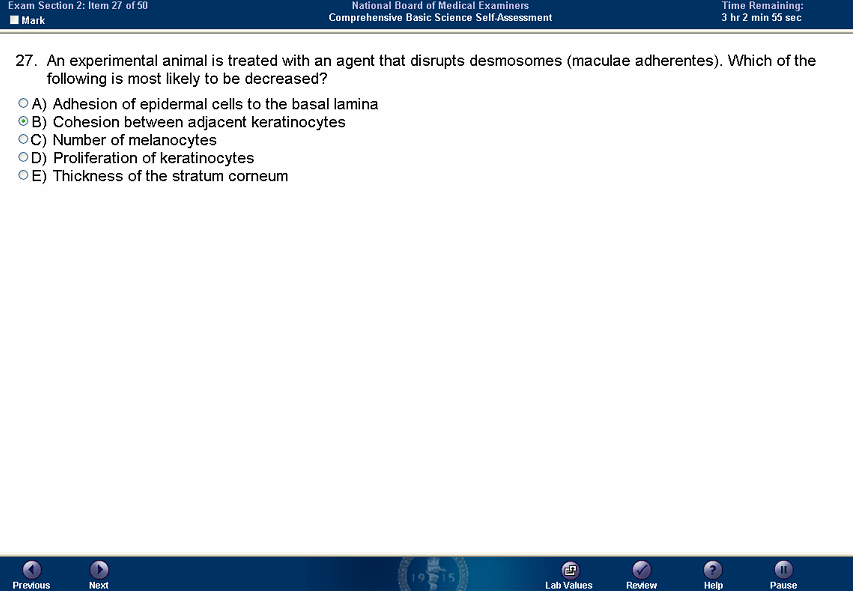 Exam Section 2: Item 27 of 50
National Board of Medical Examiners
Time Remaining:
Mark
Comprehensive Basic Science Self-Assessment
3 hr 2 min 55 sec
27. An experimental animal is treated with an agent that disrupts desmosomes (maculae adherentes). Which of the
following is most likely to be decreased?
A) Adhesion of epidermal cells to the basal lamina
B) Cohesion between adjacent keratinocytes
C) Number of melanocytes
D) Proliferation of keratinocytes
E) Thickness of the stratum corneum
19 15
Previous
Next
Lab Values
Review
Help
Pause